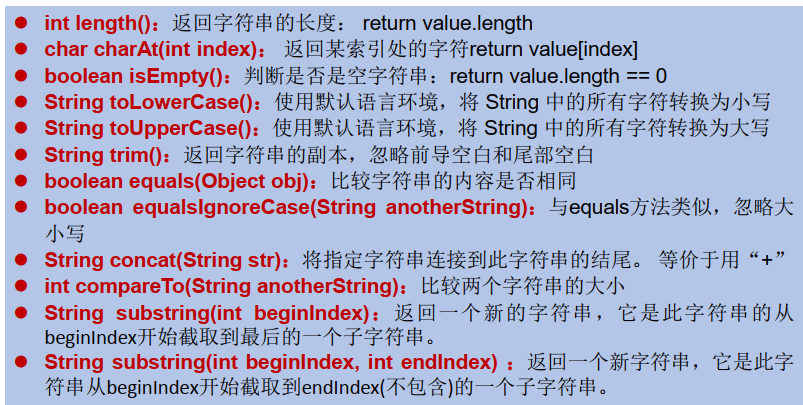 ● int length()：返回字符串的长度： return value.length
● char charAt(int index)： 返回某索引处的字符return value[index]
● boolean isEmpty()：判断是否是空字符串：return value.length == 0
● String toLowerCase()：使用默认语言环境，将 String 中的所有字符转换为小写
● String toUpperCase()：使用默认语言环境，将 String 中的所有字符转换为大写
● String trim()：返回字符串的副本，忽略前导空白和尾部空白
● boolean equals(Object obj)：比较字符串的内容是否相同
● boolean equalsIgnoreCase(String anotherString)：与equals方法类似，忽略大
小写
● String concat(String str)：将指定字符串连接到此字符串的结尾。 等价于用“+”
● int compareTo(String anotherString)：比较两个字符串的大小
● String substring(int beginIndex)：返回一个新的字符串，它是此字符串的从
beginIndex开始截取到最后的一个子字符串。
● String substring(int beginIndex, int endIndex) ：返回一个新字符串，它是此字
符串从beginIndex开始截取到endIndex(不包含)的一个子字符串。